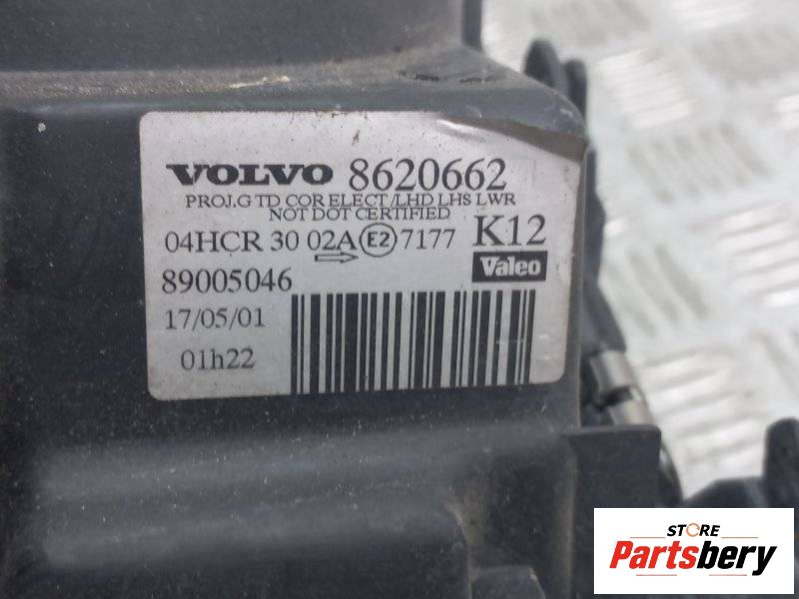 VOLVO 8620662
PROJ.G TD COR ELECT /LHD LHS LWR
NOT DOT CERTIFIED
04HCR 30 02A E2 7177 K12
89005046 Valeo
17/05/01
01h22
STORE
Partsbery